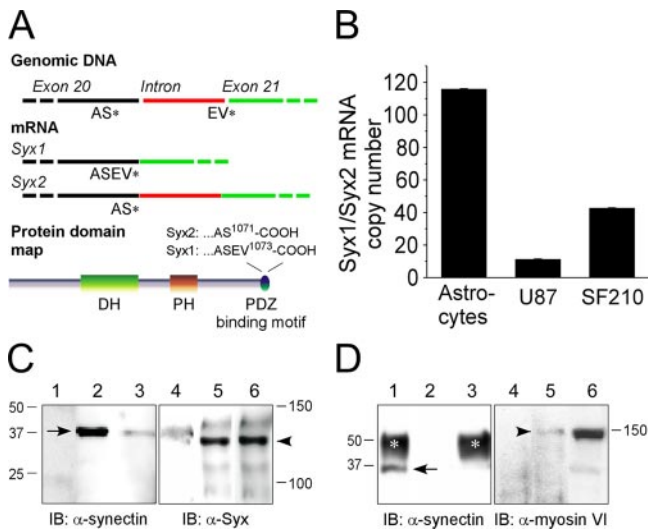 A
Genomic DNA
Exon 20 Intron Exon 21
AS* EV*
mRNA
Syx1
ASEV*
Syx2
AS*
Protein domain map
Syx2: ...AS1071-COOH
Syx1: ...ASEV1073-COOH
DH PH PDZ binding motif
B
Syx1/Syx2 mRNA copy number
120
100
80
60
40
20
0
Astro-cytes U87 SF210
C
1 2 3 4 5 6
50
37
25
150
100
IB: α-synectin IB: α-Syx
D
1 2 3 4 5 6
50
37
* *
150
IB: α-synectin IB: α-myosin VI